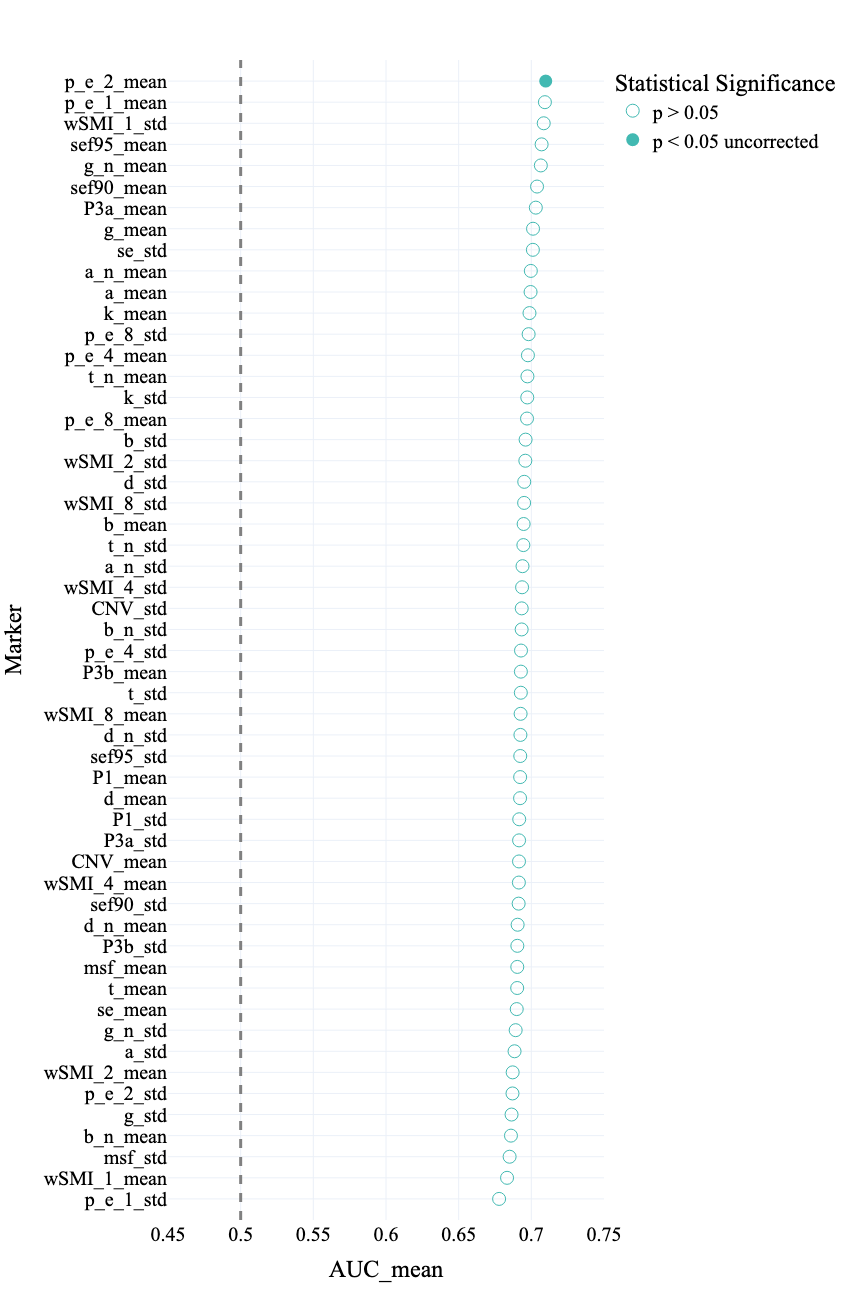 p_e_2_mean
p_e_1_mean
wSMI_1_std
sef95_mean
g_n_mean
sef90_mean
P3a_mean
g_mean
se_std
a_n_mean
a_mean
k_mean
p_e_8_std
p_e_4_mean
t_n_mean
k_std
p_e_8_mean
b_std
wSMI_2_std
d_std
wSMI_8_std
b_mean
t_n_std
a_n_std
wSMI_4_std
CNV_std
b_n_std
p_e_4_std
P3b_mean
t_std
wSMI_8_mean
d_n_std
sef95_std
P1_mean
d_mean
P1_std
P3a_std
CNV_mean
wSMI_4_mean
sef90_std
d_n_mean
P3b_std
msf_mean
t_mean
se_mean
g_n_std
a_std
wSMI_2_mean
p_e_2_std
g_std
b_n_mean
msf_std
wSMI_1_mean
p_e_1_std
Marker
0.45 0.5 0.55 0.6 0.65 0.7 0.75
AUC_mean
Statistical Significance
p > 0.05
p < 0.05 uncorrected